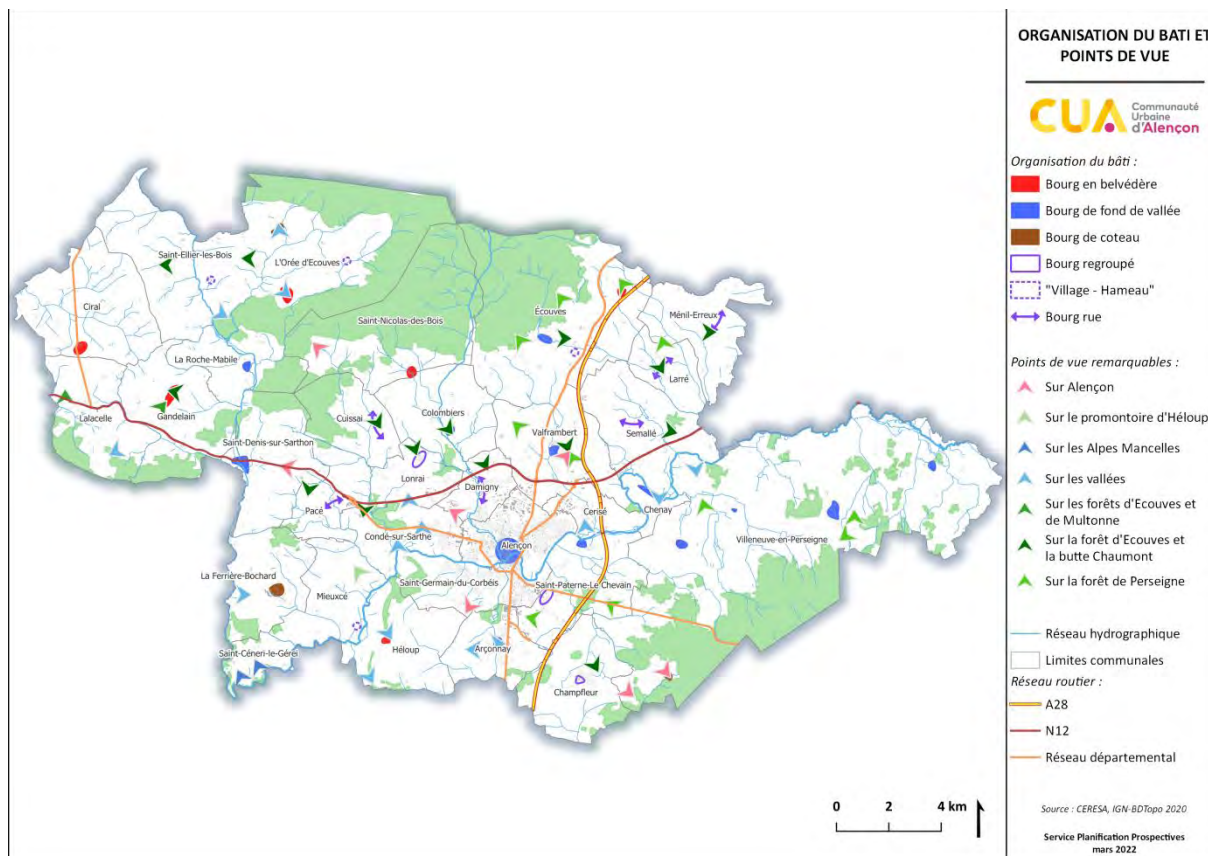 ORGANISATION DU BATI ET
POINTS DE VUE
CUA
Communauté
Urbaine
d'Alençon
Organisation du bâti :
Bourg en belvédère
Bourg de fond de vallée
Bourg de coteau
Bourg regroupé
"Village - Hameau"
Bourg rue
Points de vue remarquables :
Sur Alençon
Sur le promontoire d'Héloup
Sur les Alpes Mancelles
Sur les vallées
Sur les forêts d'Ecouves et
de Multonne
Sur la forêt d'Ecouves et
la butte Chaumont
Sur la forêt de Perseigne
Réseau hydrographique
Limites communales
Réseau routier :
A28
N12
Réseau départemental
Source : CERESA, IGN-BDTopo 2020
Service Planification Prospectives
mars 2022
0 2 4 km
Saint-Ellier-les-Bois
L'Orée d'Ecouves
Ciral
Saint-Nicolas-des-Bois
Écouves
Ménil-Erreux
La Roche-Mabile
Larré
Lalacelle
Gandelain
Cuissai
Colombiers
Valframbert
Semallé
Saint-Denis-sur-Sarthon
Lonrai
Damigny
Pacé
Cerisé
Chenay
Condé-sur-Sarthe
Alençon
Villeneuve-en-Perseigne
La Ferrière-Bochard
Mieuxcé
Saint-Germain-du-Corbéis
Saint-Paterne-Le Chevain
Saint-Céneri-le-Gérei
Héloup
Arçonnay
Champfleur